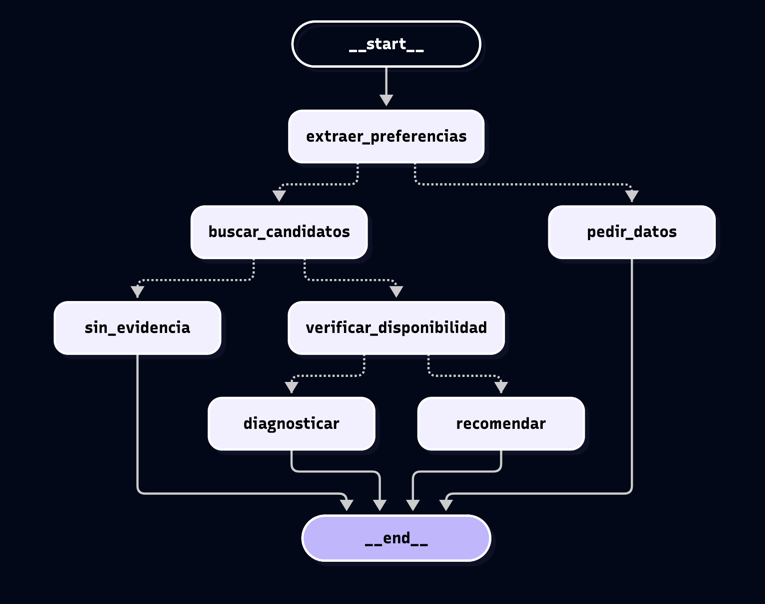 __start__
extraer_preferencias
buscar_candidatos
pedir_datos
sin_evidencia
verificar_disponibilidad
diagnosticar
recomendar
__end__